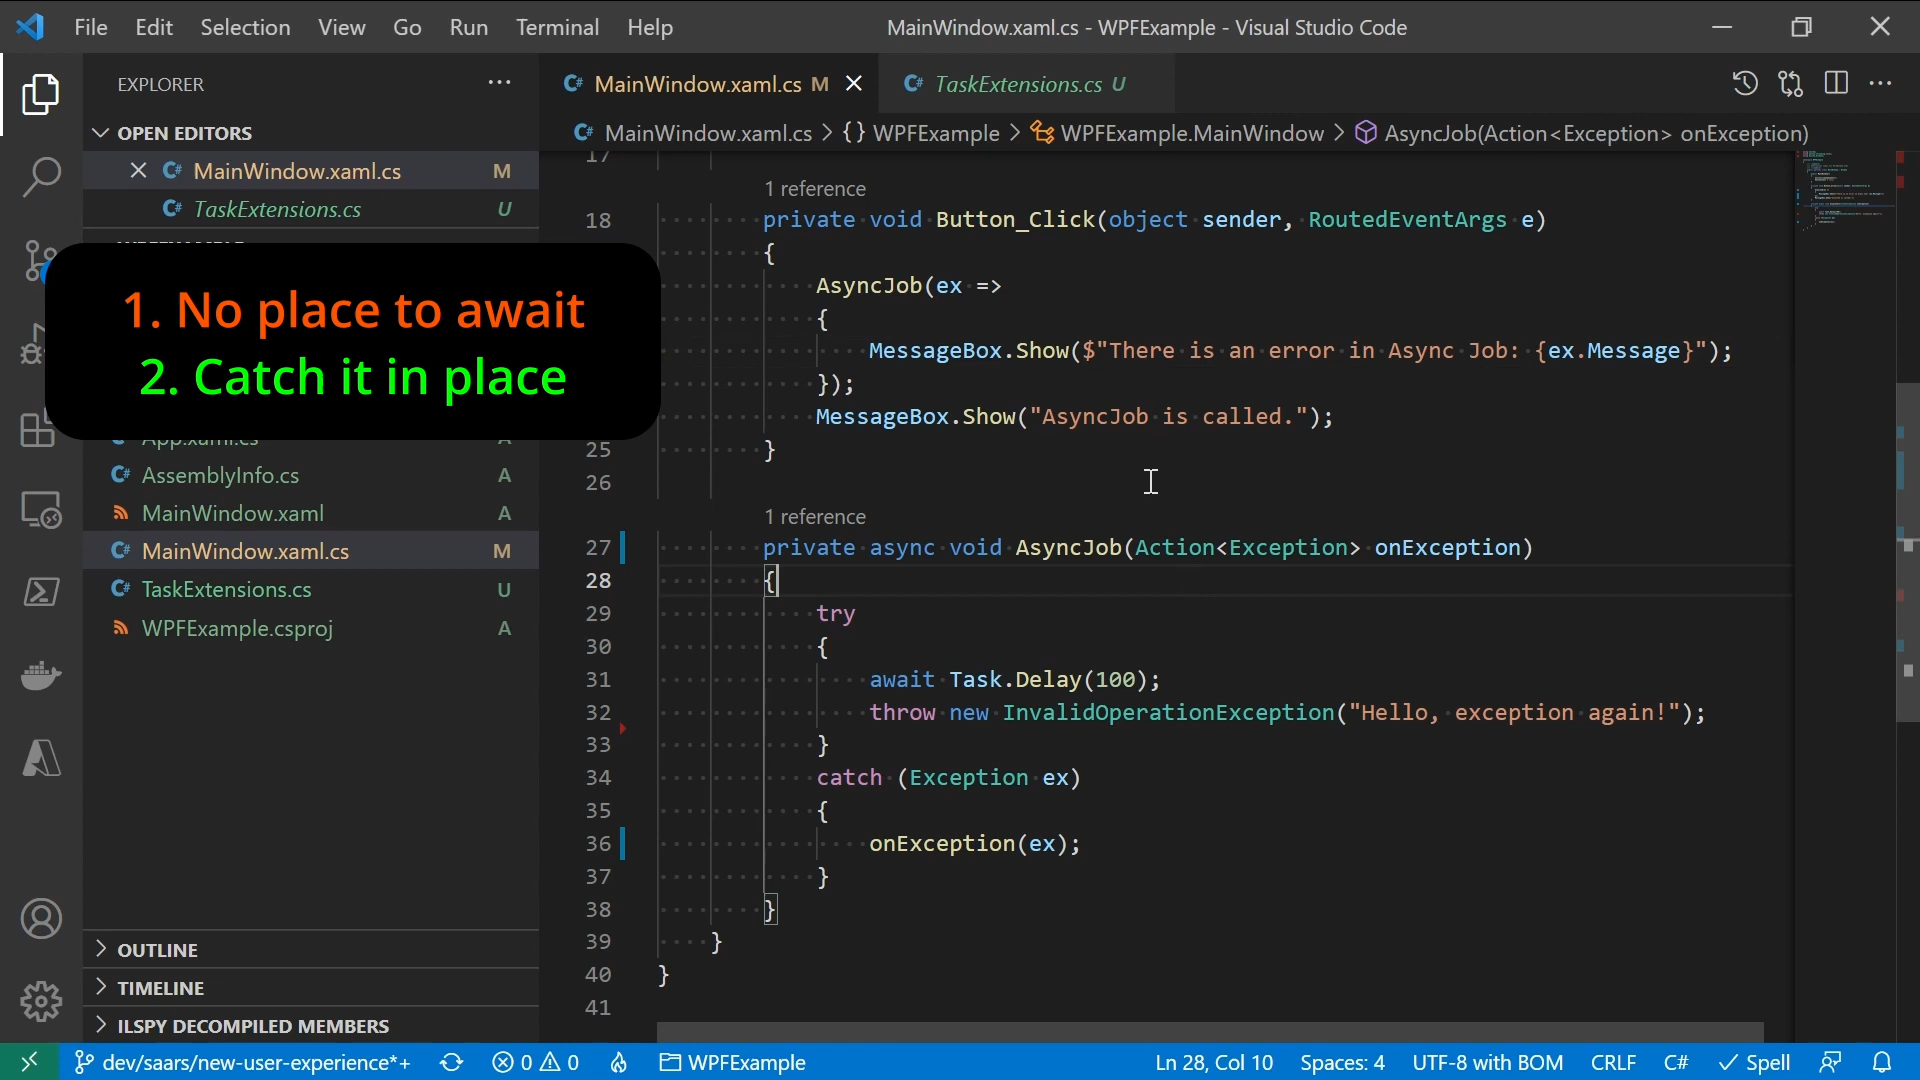 File Edit Selection View Go Run Terminal Help
MainWindow.xaml.cs - WPFExample - Visual Studio Code
EXPLORER
OPEN EDITORS
MainWindow.xaml.cs M
TaskExtensions.cs U
1. No place to await
2. Catch it in place
App.xaml.cs A
AssemblyInfo.cs A
MainWindow.xaml A
MainWindow.xaml.cs M
TaskExtensions.cs U
WPFExample.csproj A
OUTLINE
TIMELINE
ILSPY DECOMPILED MEMBERS
MainWindow.xaml.cs M
TaskExtensions.cs U
MainWindow.xaml.cs > {} WPFExample > WPFExample.MainWindow > AsyncJob(Action<Exception> onException)
17
1 reference
18 private void Button_Click(object sender, RoutedEventArgs e)
{
AsyncJob(ex =>
{
MessageBox.Show($"There is an error in Async Job: {ex.Message}");
});
MessageBox.Show("AsyncJob is called.");
25 }
26
1 reference
27 private async void AsyncJob(Action<Exception> onException)
28 {
29 try
30 {
31 await Task.Delay(100);
32 throw new InvalidOperationException("Hello, exception again!");
33 }
34 catch (Exception ex)
35 {
36 onException(ex);
37 }
38 }
39 }
40 }
41
dev/saars/new-user-experience*+ 0 0 WPFExample Ln 28, Col 10 Spaces: 4 UTF-8 with BOM CRLF C# Spell